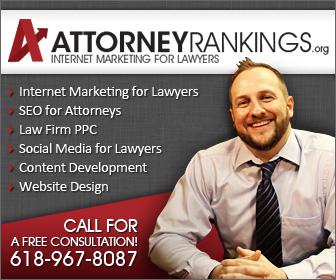 ATTORNEYRANKINGS.org
INTERNET MARKETING FOR LAWYERS
Internet Marketing for Lawyers
SEO for Attorneys
Law Firm PPC
Social Media for Lawyers
Content Development
Website Design
CALL FOR
A FREE CONSULTATION!
618-967-8087